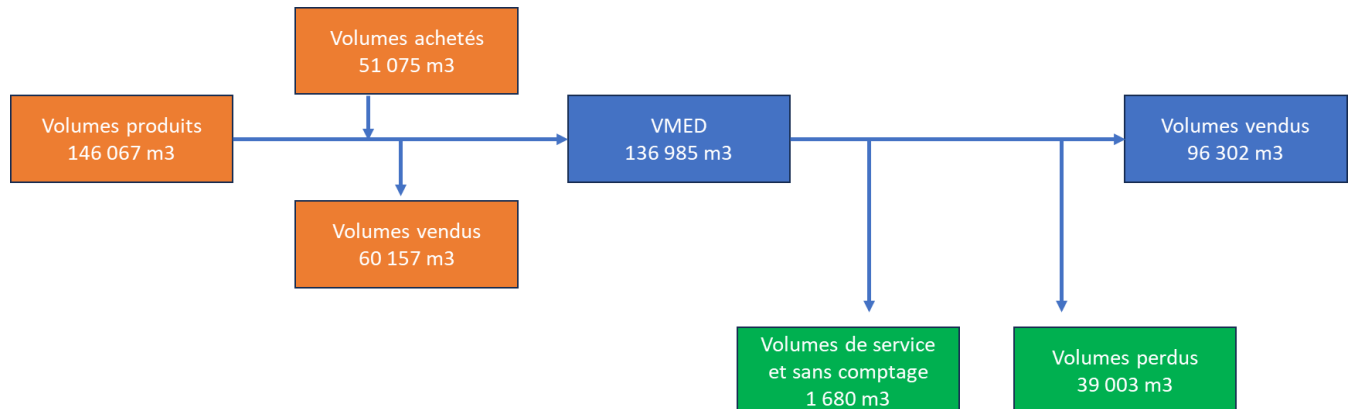 Volumes achetés
51 075 m3
Volumes produits
146 067 m3
VMED
136 985 m3
Volumes vendus
96 302 m3
Volumes vendus
60 157 m3
Volumes de service
et sans comptage
1 680 m3
Volumes perdus
39 003 m3